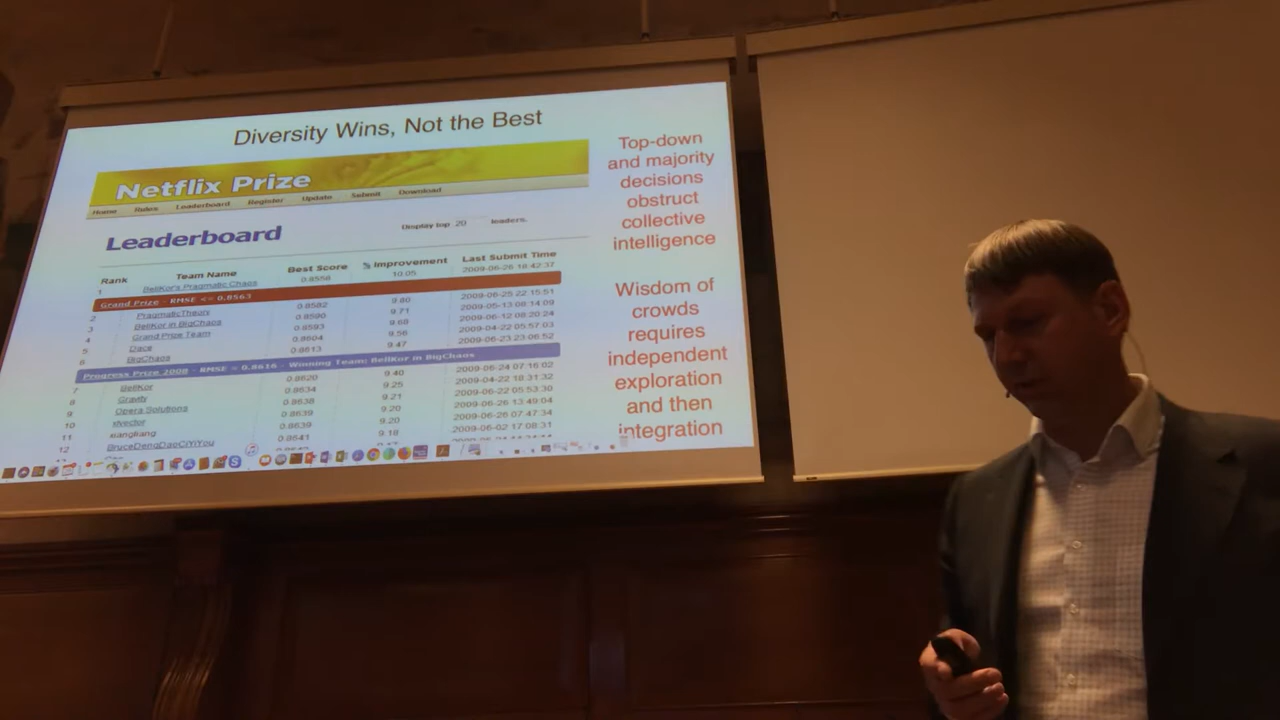 Diversity Wins, Not the Best
Netflix Prize
Home Rules Leaderboard Register Update Submit Download
Leaderboard
Display top 20 leaders.
Rank Team Name Best Score % Improvement Last Submit Time
1 BellKor's Pragmatic Chaos 0.8558 10.05 2009-06-26 18:42:37
Grand Prize - RMSE <= 0.8563
2 PragmaticTheory 0.8582 9.80 2009-06-25 22:15:51
3 BellKor in BigChaos 0.8590 9.71 2009-05-13 08:14:09
4 Grand Prize Team 0.8593 9.68 2009-06-12 08:20:24
5 Dace 0.8604 9.56 2009-04-22 05:57:03
6 BigChaos 0.8613 9.47 2009-06-23 23:06:52
Progress Prize 2008 - RMSE = 0.8616 - Winning Team: BellKor in BigChaos
7 BellKor 0.8620 9.40 2009-06-24 07:16:02
8 Gravity 0.8634 9.25 2009-04-22 18:31:32
9 Opera Solutions 0.8638 9.21 2009-06-22 05:53:30
10 xlvector 0.8639 9.20 2009-06-26 13:49:04
11 xiangliang 0.8639 9.20 2009-06-26 07:47:34
12 BruceDengDaoCiYiYou 0.8641 9.18 2009-06-02 17:08:31
Top-down
and majority
decisions
obstruct
collective
intelligence
Wisdom of
crowds
requires
independent
exploration
and then
integration